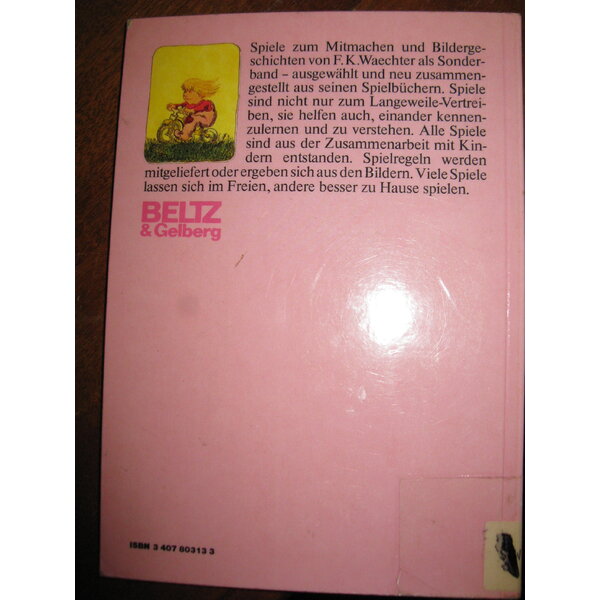 Spiele zum Mitmachen und Bilderge-
schichten von F. K. Waechter als Sonder-
band – ausgewählt und neu zusammen-
gestellt aus seinen Spielbüchern. Spiele
sind nicht nur zum Langeweile-Vertrei-
ben, sie helfen auch, einander kennen-
zulernen und zu verstehen. Alle Spiele
sind aus der Zusammenarbeit mit Kin-
dern entstanden. Spielregeln werden
mitgeliefert oder ergeben sich aus den Bildern. Viele Spiele
lassen sich im Freien, andere besser zu Hause spielen.
BELTZ
& Gelberg
ISBN 3 407 80313 3